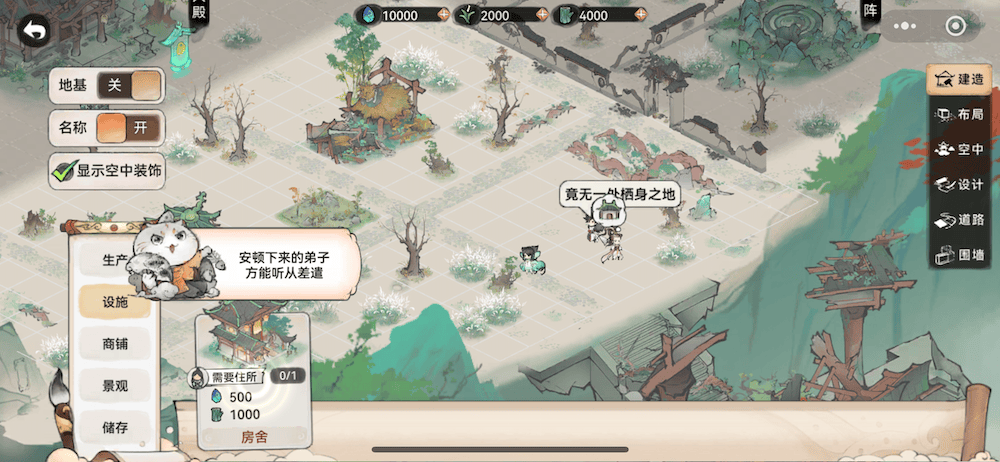 殿
10000
2000
4000
阵
地基
关
名称
开
显示空中装饰
建造
布局
空中
设计
道路
围墙
竟无一处栖身之地
安顿下来的弟子
方能听从差遣
生产
设施
商铺
景观
储存
需要住所
0/1
500
1000
房舍